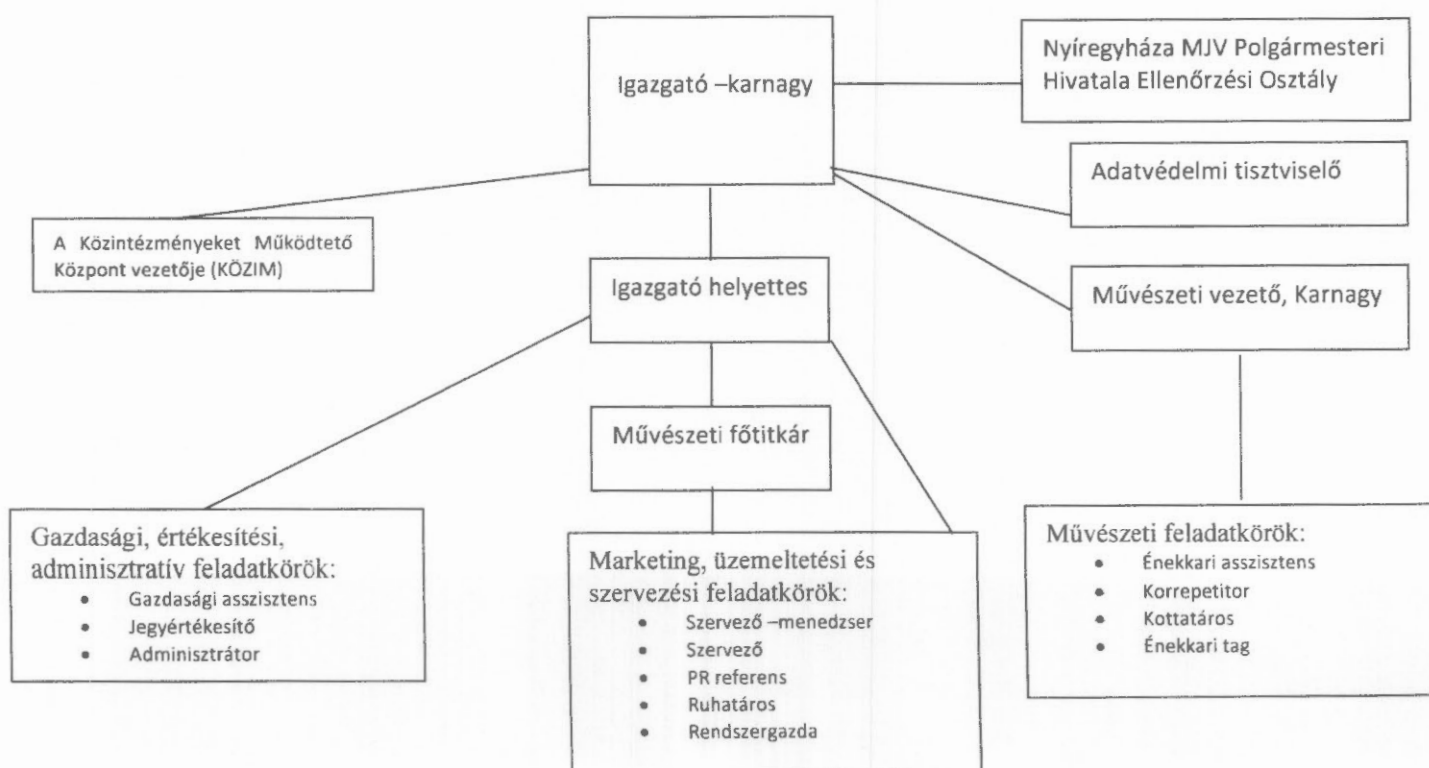 Igazgató –karnagy
Nyíregyháza MJV Polgármesteri
Hivatala Ellenőrzési Osztály
Adatvédelmi tisztviselő
A Közintézményeket Működtető
Központ vezetője (KÖZIM)
Igazgató helyettes
Művészeti vezető, Karnagy
Művészeti főtitkár
Gazdasági, értékesítési,
adminisztratív feladatkörök:
• Gazdasági asszisztens
• Jegyértékesítő
• Adminisztrátor
Marketing, üzemeltetési és
szervezési feladatkörök:
• Szervező –menedzser
• Szervező
• PR referens
• Ruhatáros
• Rendszergazda
Művészeti feladatkörök:
• Énekkari asszisztens
• Korrepetitor
• Kottatáros
• Énekkari tag